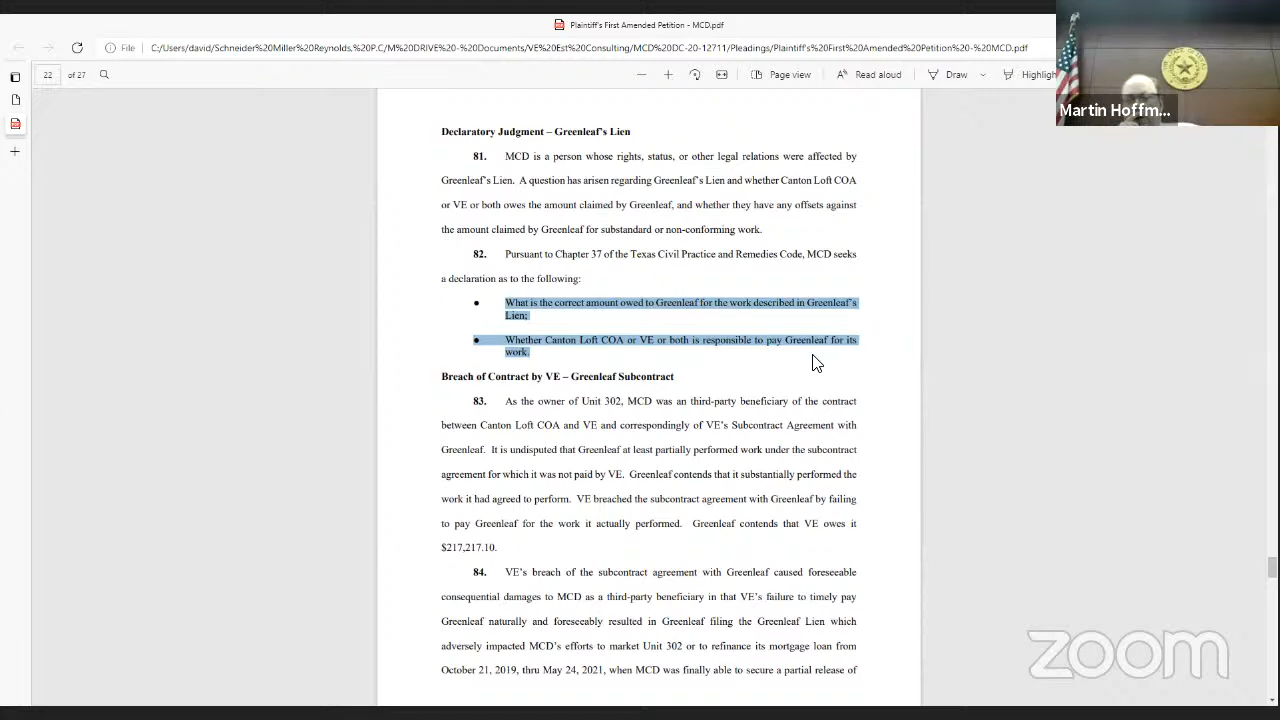 Plaintiff's First Amended Petition - MCD.pdf
File C:/Users/david/Schneider%20Miller%20Reynolds,%20P.C/M%20DRIVE%20-%20Documents/VE%20Est%20Consulting/MCD%20DC-20-12711/Pleadings/Plaintiff's%20First%20Amended%20Petition%20-%20MCD.pdf
22 of 27 Page view Read aloud Draw Highligh
Martin Hoffm...
Declaratory Judgment – Greenleaf's Lien
81. MCD is a person whose rights, status, or other legal relations were affected by
Greenleaf's Lien. A question has arisen regarding Greenleaf's Lien and whether Canton Loft COA
or VE or both owes the amount claimed by Greenleaf, and whether they have any offsets against
the amount claimed by Greenleaf for substandard or non-conforming work.
82. Pursuant to Chapter 37 of the Texas Civil Practice and Remedies Code, MCD seeks
a declaration as to the following:
● What is the correct amount owed to Greenleaf for the work described in Greenleaf's
Lien;
● Whether Canton Loft COA or VE or both is responsible to pay Greenleaf for its
work.
Breach of Contract by VE – Greenleaf Subcontract
83. As the owner of Unit 302, MCD was an third-party beneficiary of the contract
between Canton Loft COA and VE and correspondingly of VE's Subcontract Agreement with
Greenleaf. It is undisputed that Greenleaf at least partially performed work under the subcontract
agreement for which it was not paid by VE. Greenleaf contends that it substantially performed the
work it had agreed to perform. VE breached the subcontract agreement with Greenleaf by failing
to pay Greenleaf for the work it actually performed. Greenleaf contends that VE owes it
$217,217.10.
84. VE's breach of the subcontract agreement with Greenleaf caused foreseeable
consequential damages to MCD as a third-party beneficiary in that VE's failure to timely pay
Greenleaf naturally and foreseeably resulted in Greenleaf filing the Greenleaf Lien which
adversely impacted MCD's efforts to market Unit 302 or to refinance its mortgage loan from
October 21, 2019, thru May 24, 2021, when MCD was finally able to secure a partial release of
zoom